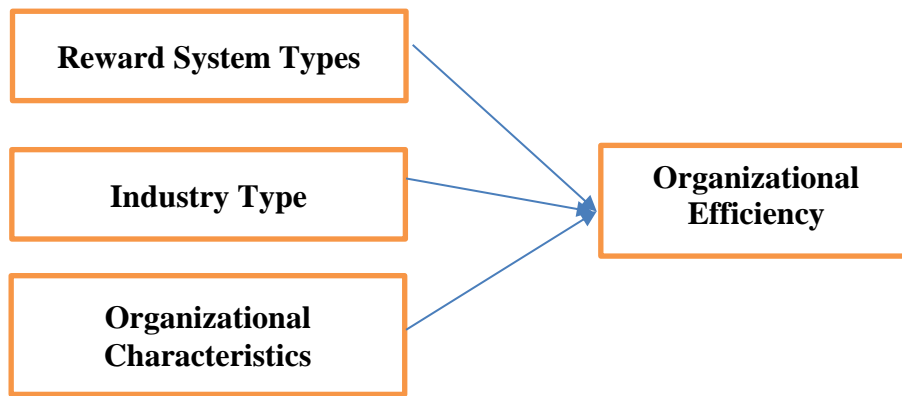 Reward System Types
Industry Type
Organizational
Efficiency
Organizational
Characteristics